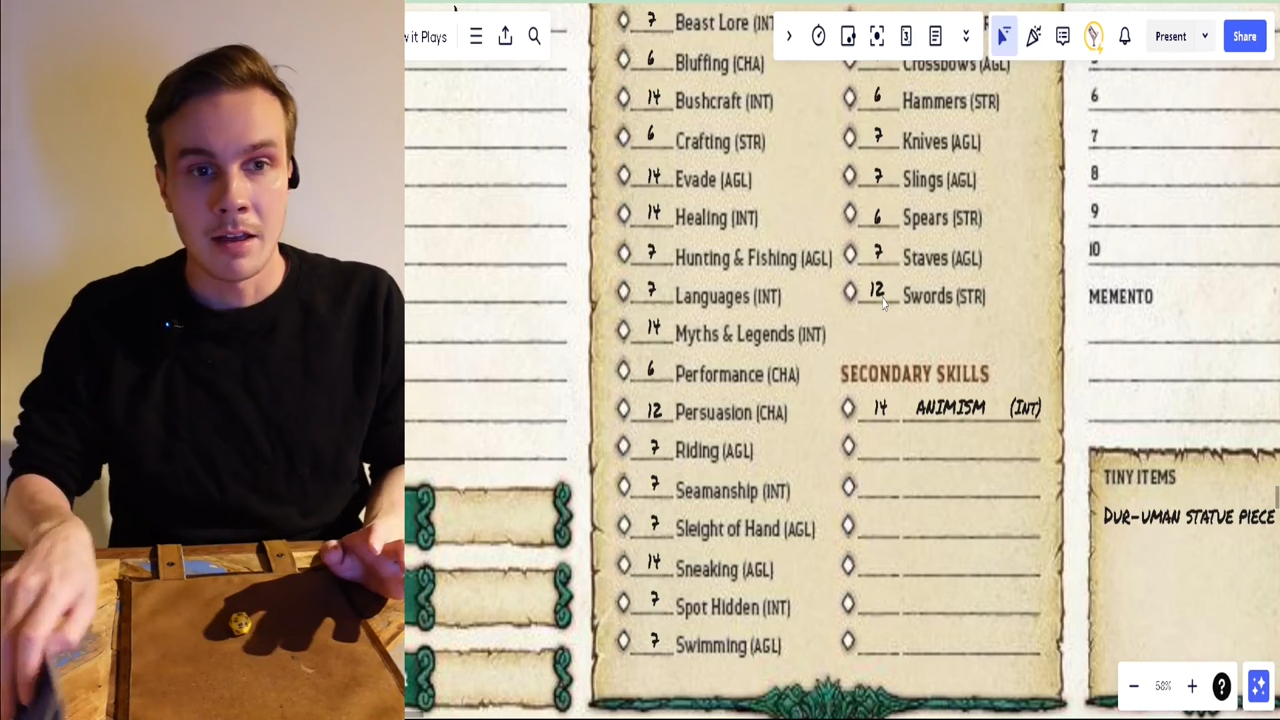 w it Plays
Present
Share
7 Beast Lore (INT
6 Bluffing (CHA)
14 Bushcraft (INT)
6 Crafting (STR)
14 Evade (AGL)
14 Healing (INT)
7 Hunting & Fishing (AGL)
7 Languages (INT)
14 Myths & Legends (INT)
6 Performance (CHA)
12 Persuasion (CHA)
7 Riding (AGL)
7 Seamanship (INT)
7 Sleight of Hand (AGL)
14 Sneaking (AGL)
7 Spot Hidden (INT)
7 Swimming (AGL)
Crossbows (AGL)
6 Hammers (STR)
7 Knives (AGL)
7 Slings (AGL)
6 Spears (STR)
7 Staves (AGL)
12 Swords (STR)
SECONDARY SKILLS
14 ANIMISM (INT)
6
7
8
9
10
MEMENTO
TINY ITEMS
DUR-UMAN STATUE PIECE
58%